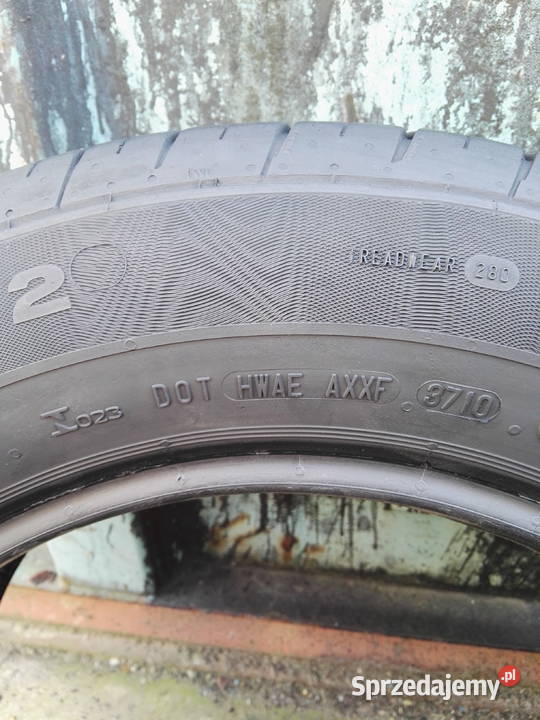 2
TREADWEAR 280
I 023 DOT HWAE AXXF 3710
Sprzedajemy.pl